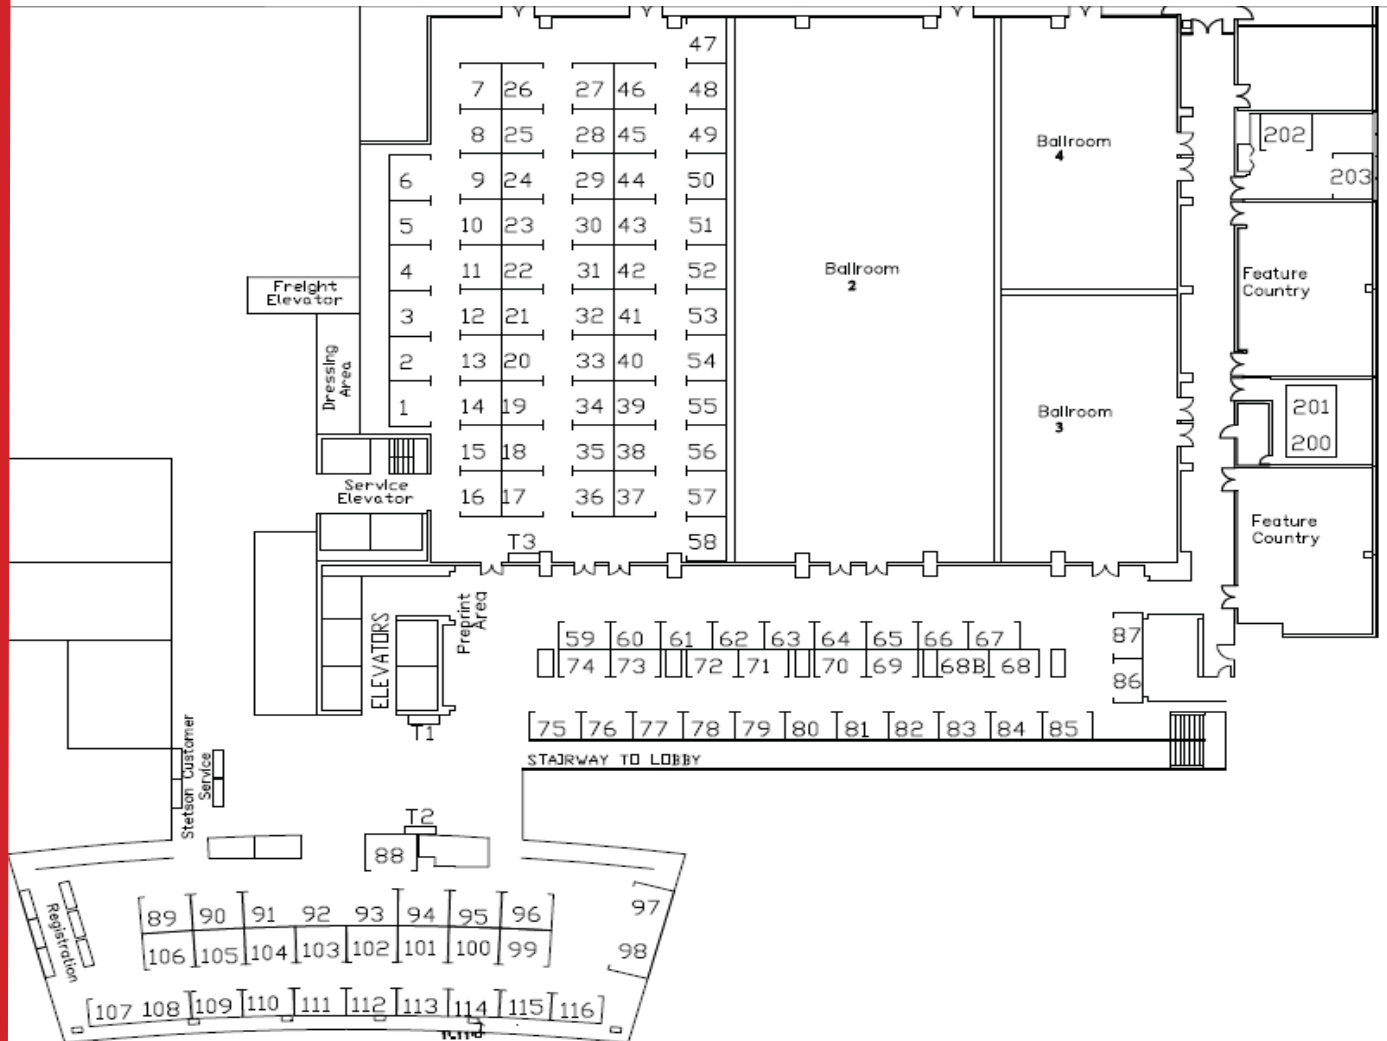 47
7 26 27 46 48
8 25 28 45 49
Ballroom
4
202
6 9 24 29 44 50
203
5 10 23 30 43 51
4 11 22 31 42 52
Ballroom
2
Feature
Country
Freight
Elevator
3 12 21 32 41 53
2 13 20 33 40 54
Dressing
Area
1 14 19 34 39 55
Ballroom
3
201
200
15 18 35 38 56
Service
Elevator
16 17 36 37 57
Feature
Country
T3
58
ELEVATORS
Preprint
Area
59 60 61 62 63 64 65 66 67
87
74 73 72 71 70 69 68B 68
86
T1
75 76 77 78 79 80 81 82 83 84 85
STAIRWAY TO LOBBY
Stetson Customer
Service
T2
88
Registration
89 90 91 92 93 94 95 96
97
106 105 104 103 102 101 100 99
98
107 108 109 110 111 112 113 114 115 116